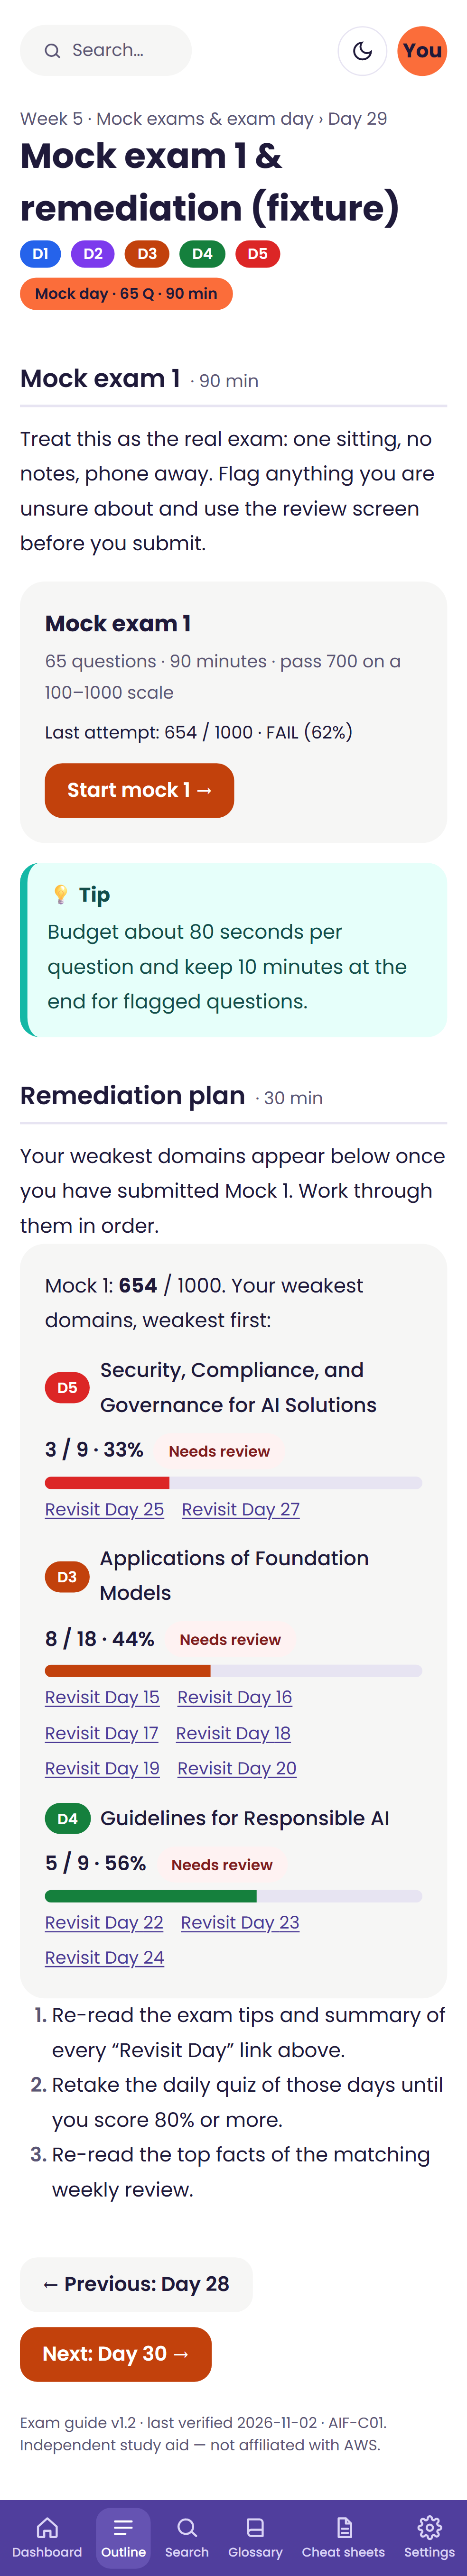 Search...
You
Week 5 · Mock exams & exam day › Day 29
Mock exam 1 &
remediation (fixture)
D1 D2 D3 D4 D5
Mock day · 65 Q · 90 min
Mock exam 1 · 90 min
Treat this as the real exam: one sitting, no
notes, phone away. Flag anything you are
unsure about and use the review screen
before you submit.
Mock exam 1
65 questions · 90 minutes · pass 700 on a
100–1000 scale
Last attempt: 654 / 1000 · FAIL (62%)
Start mock 1 →
💡 Tip
Budget about 80 seconds per
question and keep 10 minutes at the
end for flagged questions.
Remediation plan · 30 min
Your weakest domains appear below once
you have submitted Mock 1. Work through
them in order.
Mock 1: 654 / 1000. Your weakest
domains, weakest first:
D5 Security, Compliance, and
Governance for AI Solutions
3 / 9 · 33% Needs review
Revisit Day 25 Revisit Day 27
D3 Applications of Foundation
Models
8 / 18 · 44% Needs review
Revisit Day 15 Revisit Day 16
Revisit Day 17 Revisit Day 18
Revisit Day 19 Revisit Day 20
D4 Guidelines for Responsible AI
5 / 9 · 56% Needs review
Revisit Day 22 Revisit Day 23
Revisit Day 24
1. Re-read the exam tips and summary of
every “Revisit Day” link above.
2. Retake the daily quiz of those days until
you score 80% or more.
3. Re-read the top facts of the matching
weekly review.
← Previous: Day 28
Next: Day 30 →
Exam guide v1.2 · last verified 2026-11-02 · AIF-C01.
Independent study aid — not affiliated with AWS.
Dashboard Outline Search Glossary Cheat sheets Settings